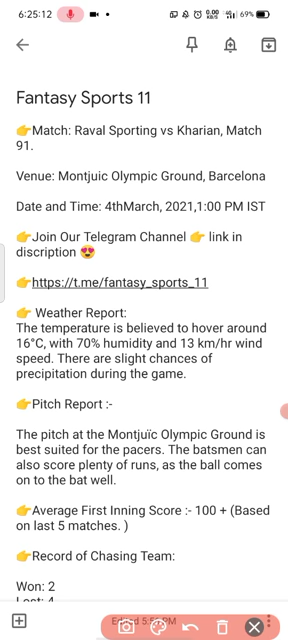 6:25:12
0.00
KB/S
4G
69%
Fantasy Sports 11
👉Match: Raval Sporting vs Kharian, Match
91.
Venue: Montjuic Olympic Ground, Barcelona
Date and Time: 4thMarch, 2021,1:00 PM IST
👉Join Our Telegram Channel 👉 link in
discription 😍
👉https://t.me/fantasy_sports_11
👉 Weather Report:
The temperature is believed to hover around
16°C, with 70% humidity and 13 km/hr wind
speed. There are slight chances of
precipitation during the game.
👉Pitch Report :-
The pitch at the Montjuïc Olympic Ground is
best suited for the pacers. The batsmen can
also score plenty of runs, as the ball comes
on to the bat well.
👉Average First Inning Score :- 100 + (Based
on last 5 matches. )
👉Record of Chasing Team:
Won: 2
Lost: 4